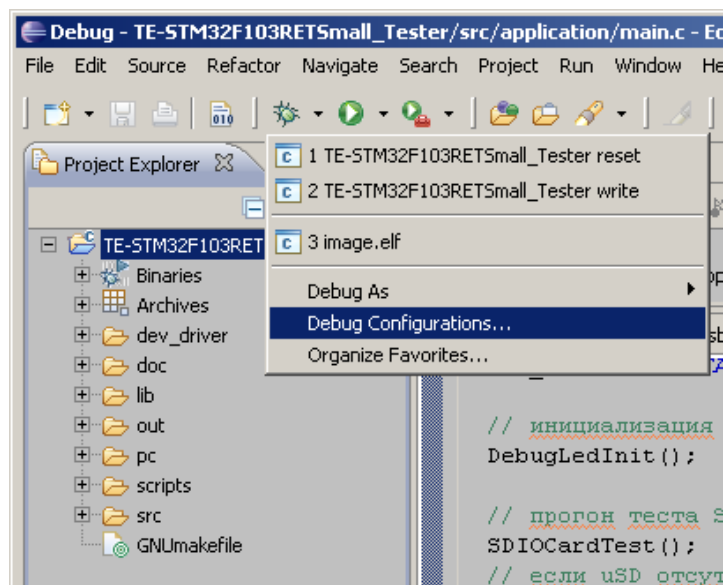 Debug - TE-STM32F103RETSmall_Tester/src/application/main.c - Ec
File Edit Source Refactor Navigate Search Project Run Window He
010
Project Explorer
c 1 TE-STM32F103RETSmall_Tester reset
c 2 TE-STM32F103RETSmall_Tester write
c 3 image.elf
Debug As
Debug Configurations...
Organize Favorites...
TE-STM32F103RET
Binaries
Archives
dev_driver
doc
lib
out
pc
scripts
src
GNUmakefile
// инициализация
DebugLedInit();
// прогон теста S
SDIOCardTest();
// если uSD отсут